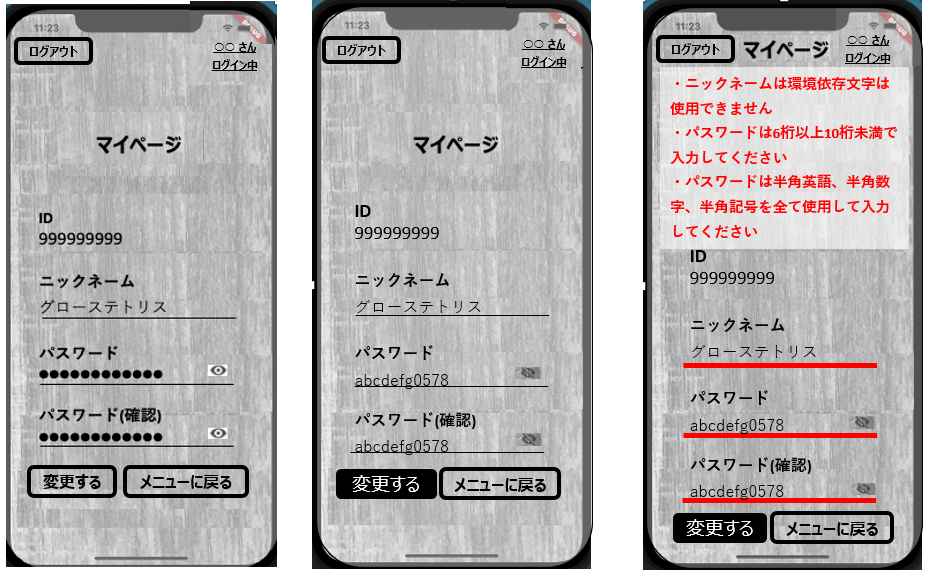 11:23
ログアウト
○○ さん
ログイン中
マイページ
ID
999999999
ニックネーム
グローステトリス
パスワード
●●●●●●●●●●●●
パスワード(確認)
●●●●●●●●●●●●
変更する
メニューに戻る
11:23
ログアウト
○○ さん
ログイン中
マイページ
ID
999999999
ニックネーム
グローステトリス
パスワード
abcdefg0578
パスワード(確認)
abcdefg0578
変更する
メニューに戻る
11:23
ログアウト
マイページ
○○ さん
ログイン中
・ニックネームは環境依存文字は
使用できません
・パスワードは6桁以上10桁未満で
入力してください
・パスワードは半角英語、半角数
字、半角記号を全て使用して入力
してください
ID
999999999
ニックネーム
グローステトリス
パスワード
abcdefg0578
パスワード(確認)
abcdefg0578
変更する
メニューに戻る